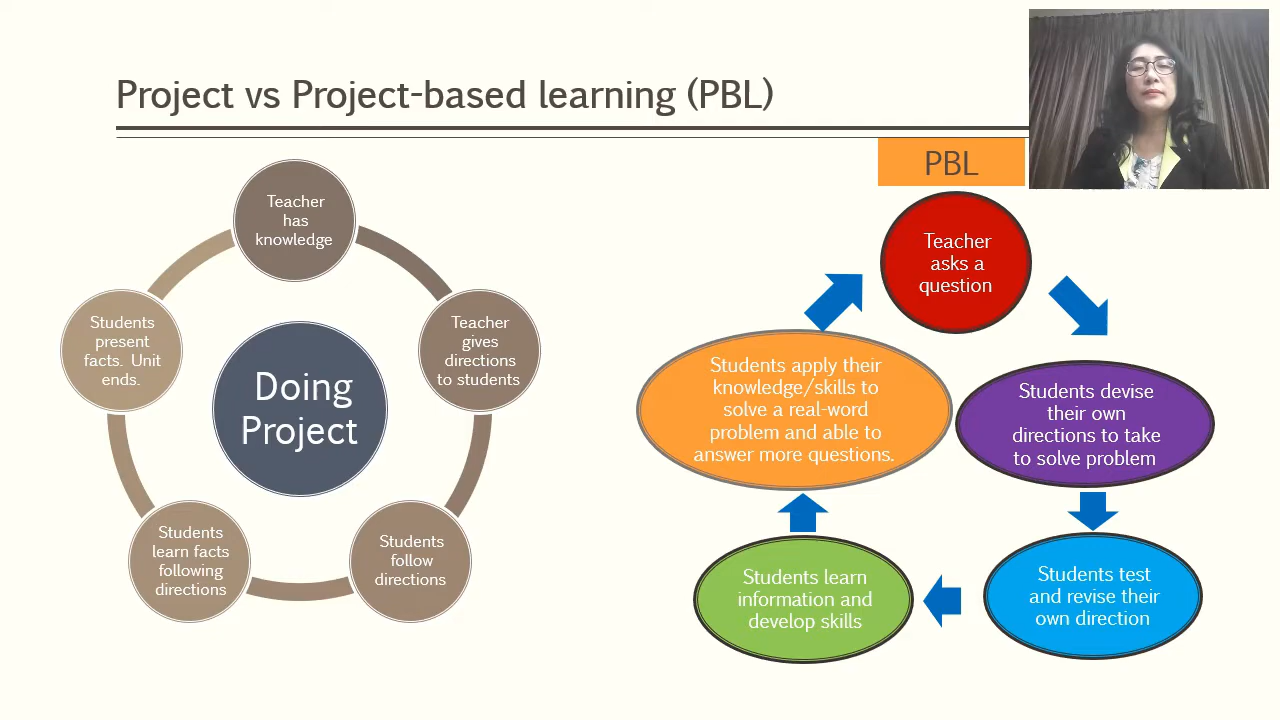 Project vs Project-based learning (PBL)
Teacher
has
knowledge
Teacher
gives
directions
to students
Students
follow
directions
Students
learn facts
following
directions
Students
present
facts. Unit
ends.
Doing
Project
PBL
Teacher
asks a
question
Students devise
their own
directions to take
to solve problem
Students test
and revise their
own direction
Students learn
information and
develop skills
Students apply their
knowledge/skills to
solve a real-word
problem and able to
answer more questions.